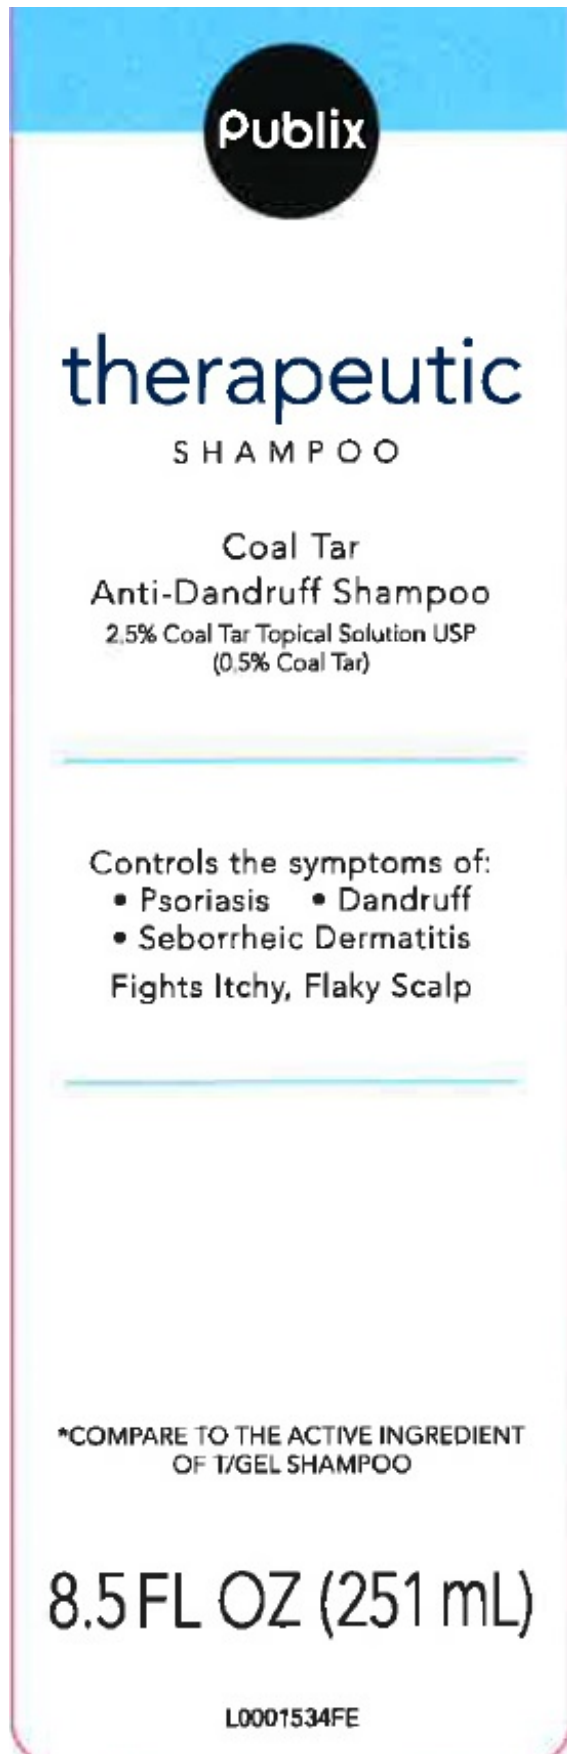 Publix
therapeutic
SHAMPOO
Coal Tar
Anti-Dandruff Shampoo
2.5% Coal Tar Topical Solution USP
(0.5% Coal Tar)
Controls the symptoms of:
• Psoriasis • Dandruff
• Seborrheic Dermatitis
Fights Itchy, Flaky Scalp
*COMPARE TO THE ACTIVE INGREDIENT
OF T/GEL SHAMPOO
8.5 FL OZ (251 mL)
L0001534FE